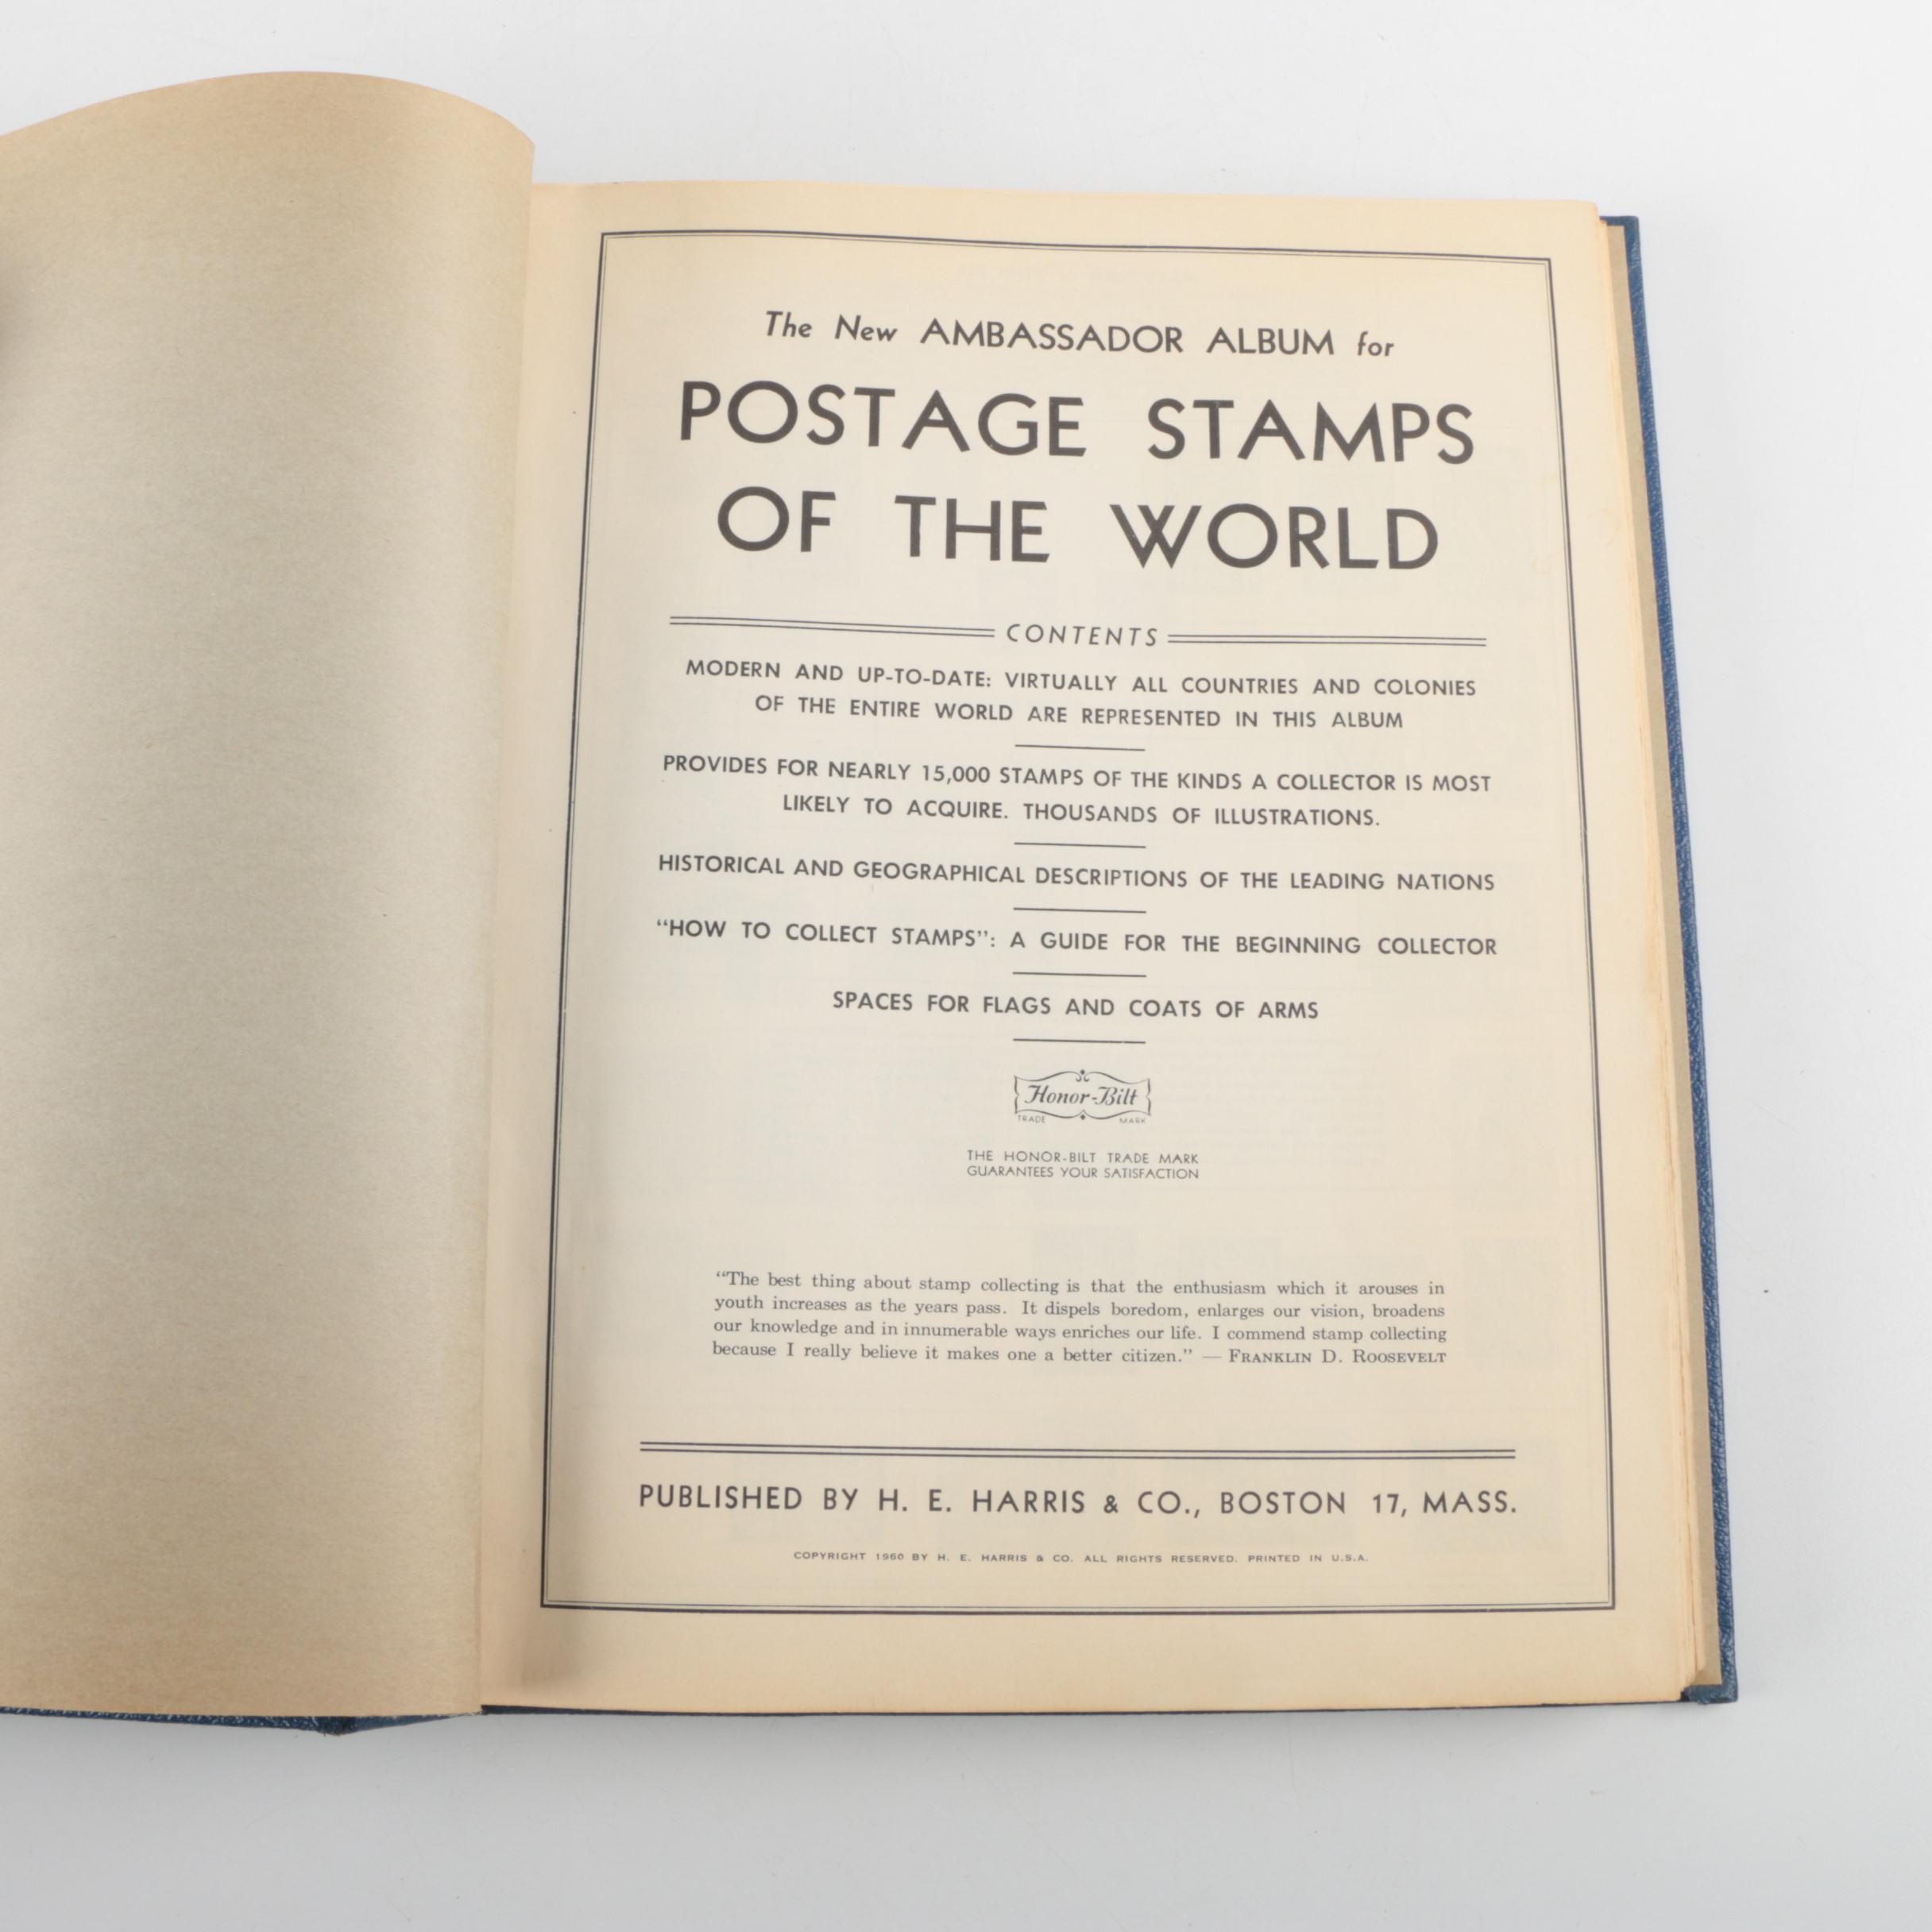 The New AMBASSADOR ALBUM for
POSTAGE STAMPS
OF THE WORLD
CONTENTS
MODERN AND UP-TO-DATE: VIRTUALLY ALL COUNTRIES AND COLONIES
OF THE ENTIRE WORLD ARE REPRESENTED IN THIS ALBUM
PROVIDES FOR NEARLY 15,000 STAMPS OF THE KINDS A COLLECTOR IS MOST
LIKELY TO ACQUIRE. THOUSANDS OF ILLUSTRATIONS.
HISTORICAL AND GEOGRAPHICAL DESCRIPTIONS OF THE LEADING NATIONS
"HOW TO COLLECT STAMPS": A GUIDE FOR THE BEGINNING COLLECTOR
SPACES FOR FLAGS AND COATS OF ARMS
Honor-Bilt
TRADE MARK
THE HONOR-BILT TRADE MARK
GUARANTEES YOUR SATISFACTION
"The best thing about stamp collecting is that the enthusiasm which it arouses in
youth increases as the years pass. It dispels boredom, enlarges our vision, broadens
our knowledge and in innumerable ways enriches our life. I commend stamp collecting
because I really believe it makes one a better citizen." — FRANKLIN D. ROOSEVELT
PUBLISHED BY H. E. HARRIS & CO., BOSTON 17, MASS.
COPYRIGHT 1960 BY H. E. HARRIS & CO. ALL RIGHTS RESERVED. PRINTED IN U.S.A.